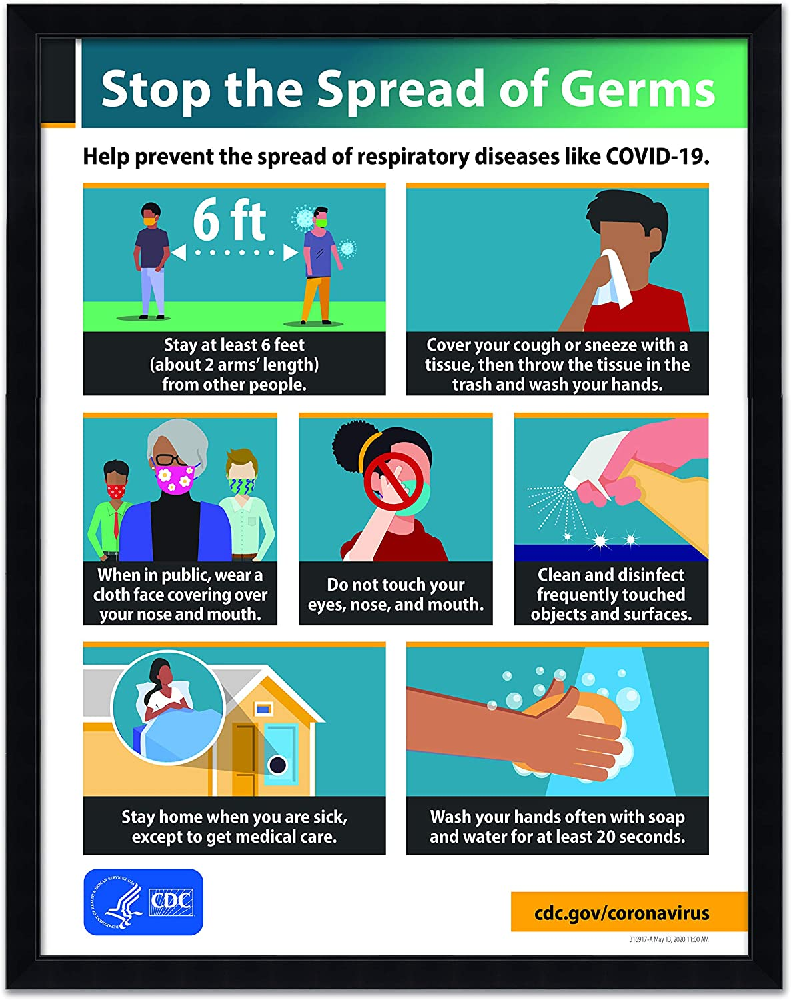 Stop the Spread of Germs
Help prevent the spread of respiratory diseases like COVID-19.
6 ft
Stay at least 6 feet
(about 2 arms’ length)
from other people.
Cover your cough or sneeze with a
tissue, then throw the tissue in the
trash and wash your hands.
When in public, wear a
cloth face covering over
your nose and mouth.
Do not touch your
eyes, nose, and mouth.
Clean and disinfect
frequently touched
objects and surfaces.
Stay home when you are sick,
except to get medical care.
Wash your hands often with soap
and water for at least 20 seconds.
DEPARTMENT OF HEALTH & HUMAN SERVICES·USA
CDC
cdc.gov/coronavirus
316917-A May 13, 2020 11:00 AM